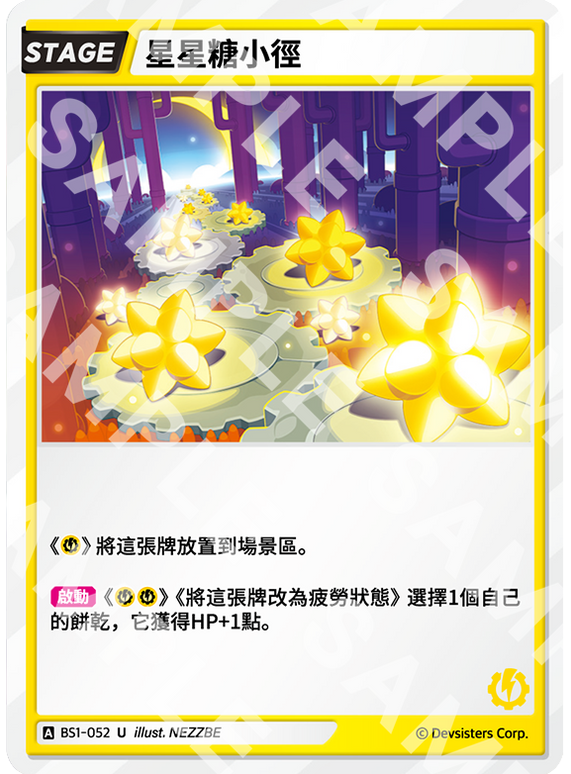 STAGE 星星糖小徑
《》將這張牌放置到場景區。
啟動《》《將這張牌改為疲勞狀態》選擇1個自己
的餅乾，它獲得HP+1點。
A BS1-052 U illust. NEZZBE © Devsisters Corp.
SAMPLE SAMPLE SAMPLE SAMPLE